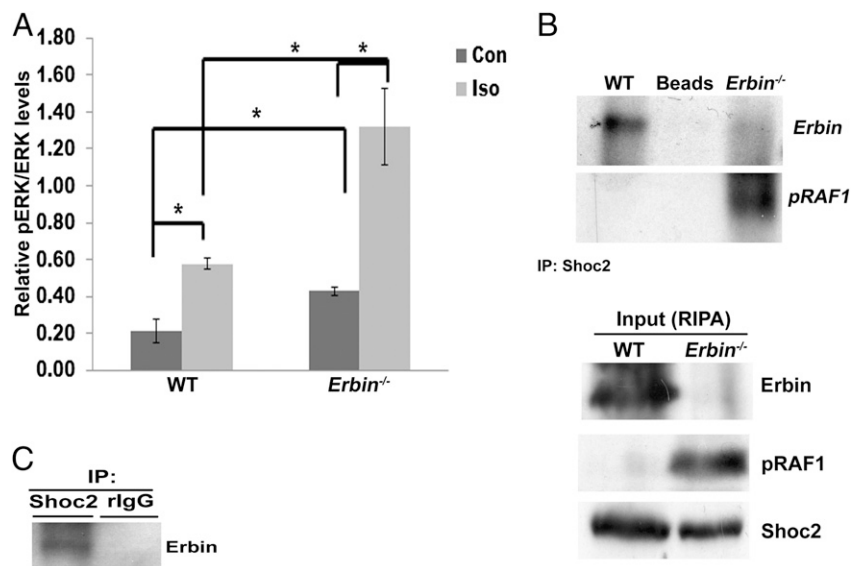 A
1.80
1.60
1.40
1.20
1.00
0.80
0.60
0.40
0.20
0.00
Relative pERK/ERK levels
* *
*
*
Con
Iso
WT Erbin-/-
B
WT Beads Erbin-/-
Erbin
pRAF1
IP: Shoc2
Input (RIPA)
WT Erbin-/-
Erbin
pRAF1
Shoc2
C
IP:
Shoc2 rIgG
Erbin